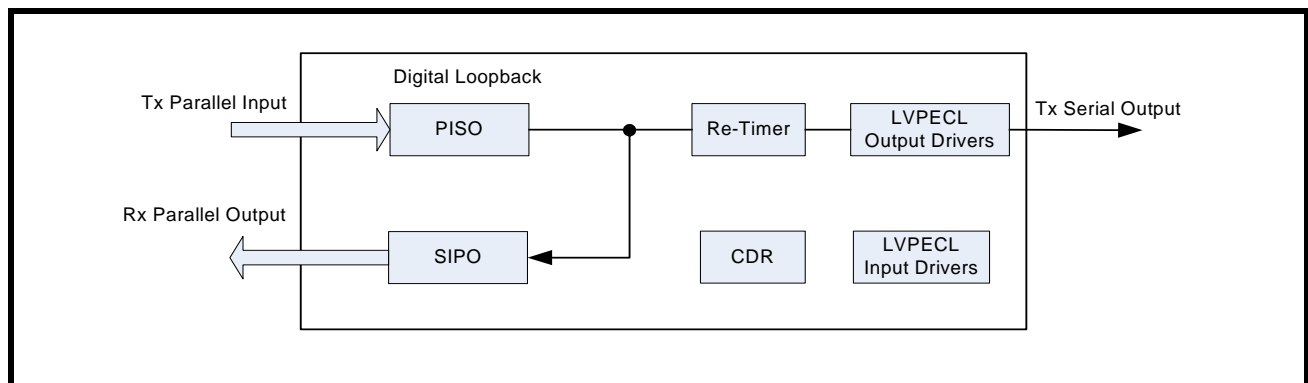 Digital Loopback
Tx Parallel Input
PISO
Re-Timer
LVPECL
Output Drivers
Tx Serial Output
Rx Parallel Output
SIPO
CDR
LVPECL
Input Drivers